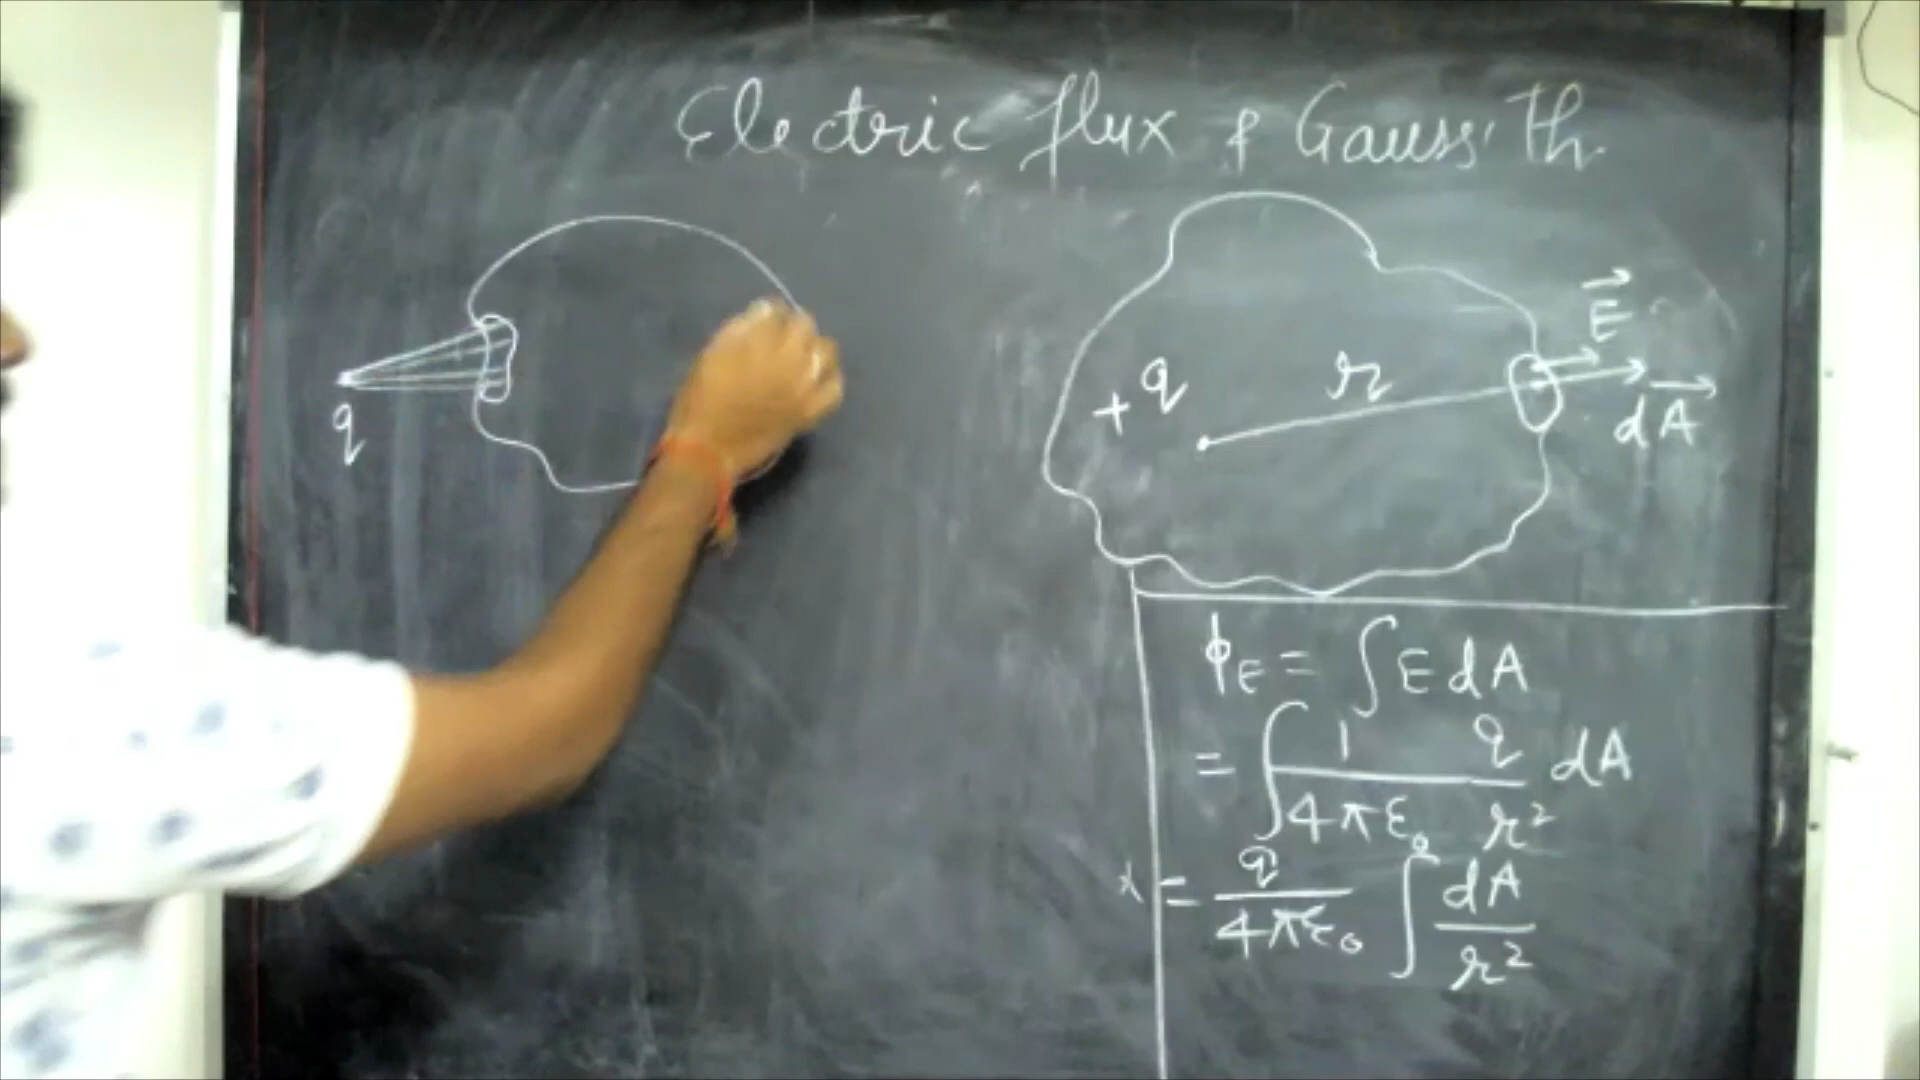 Electric flux & Gauss' Th.
q
+ q
r
E⃗
dA⃗
ϕE = ∫ E dA
= ∫ 1/4πε₀ q/r² dA
= q/4πε₀ ∫ dA/r²